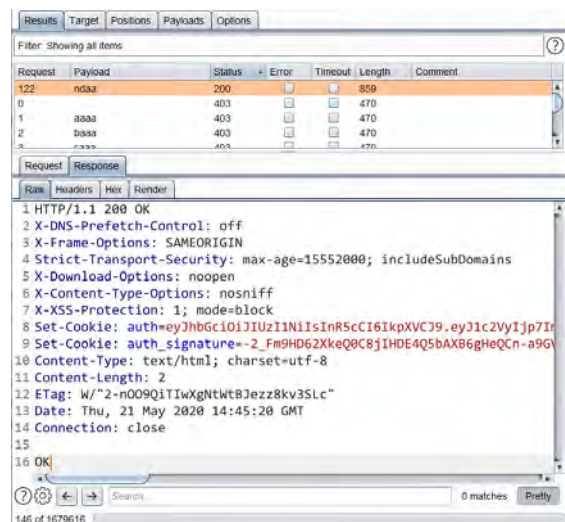 Results Target Positions Payloads Options
Filter: Showing all items
Request Payload Status Error Timeout Length Comment
122 ndaa 200 859
0 403 470
1 aaaa 403 470
2 baaa 403 470
3 caaa 403 470
Request Response
Raw Headers Hex Render
1 HTTP/1.1 200 OK
2 X-DNS-Prefetch-Control: off
3 X-Frame-Options: SAMEORIGIN
4 Strict-Transport-Security: max-age=15552000; includeSubDomains
5 X-Download-Options: noopen
6 X-Content-Type-Options: nosniff
7 X-XSS-Protection: 1; mode=block
8 Set-Cookie: auth=eyJhbGciOiJIUzI1NiIsInR5cCI6IkpXVCJ9.eyJ1c2VyIjp7In
9 Set-Cookie: auth_signature=-2_Fm9HD62XkeQ0C8jIHDE4Q5bAXB6gHeQCn-a9G
10 Content-Type: text/html; charset=utf-8
11 Content-Length: 2
12 ETag: W/"2-nOO9QiTIwXgNtWtBJezz8kv3SLc"
13 Date: Thu, 21 May 2020 14:45:20 GMT
14 Connection: close
15
16 OK
Search...
0 matches
Pretty
146 of 1679616